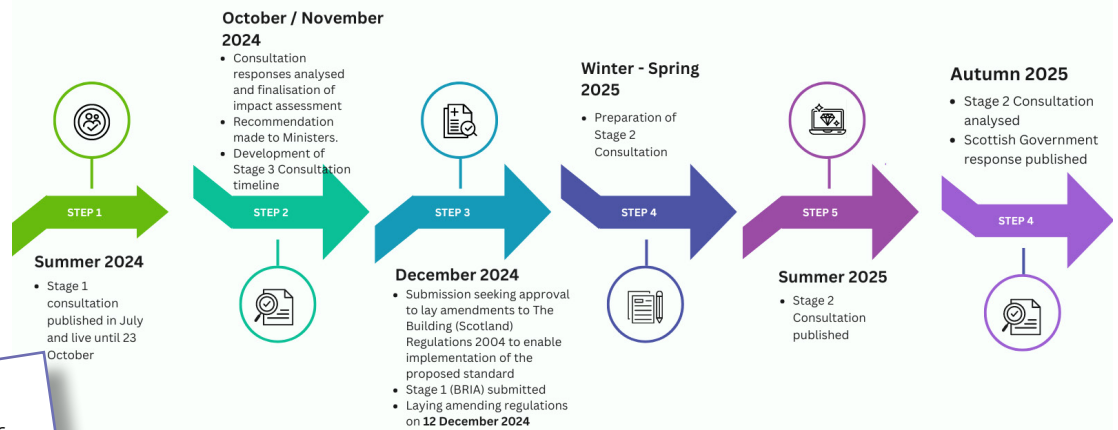 STEP 1
Summer 2024
• Stage 1
consultation
published in July
and live until 23
October
October / November
2024
• Consultation
responses analysed
and finalisation of
impact assessment
• Recommendation
made to Ministers.
• Development of
Stage 3 Consultation
timeline
STEP 2
STEP 3
December 2024
• Submission seeking approval
to lay amendments to The
Building (Scotland)
Regulations 2004 to enable
implementation of the
proposed standard
• Stage 1 (BRIA) submitted
• Laying amending regulations
on 12 December 2024
Winter - Spring
2025
• Preparation of
Stage 2
Consultation
STEP 4
STEP 5
Summer 2025
• Stage 2
Consultation
published
Autumn 2025
• Stage 2 Consultation
analysed
• Scottish Government
response published
STEP 4